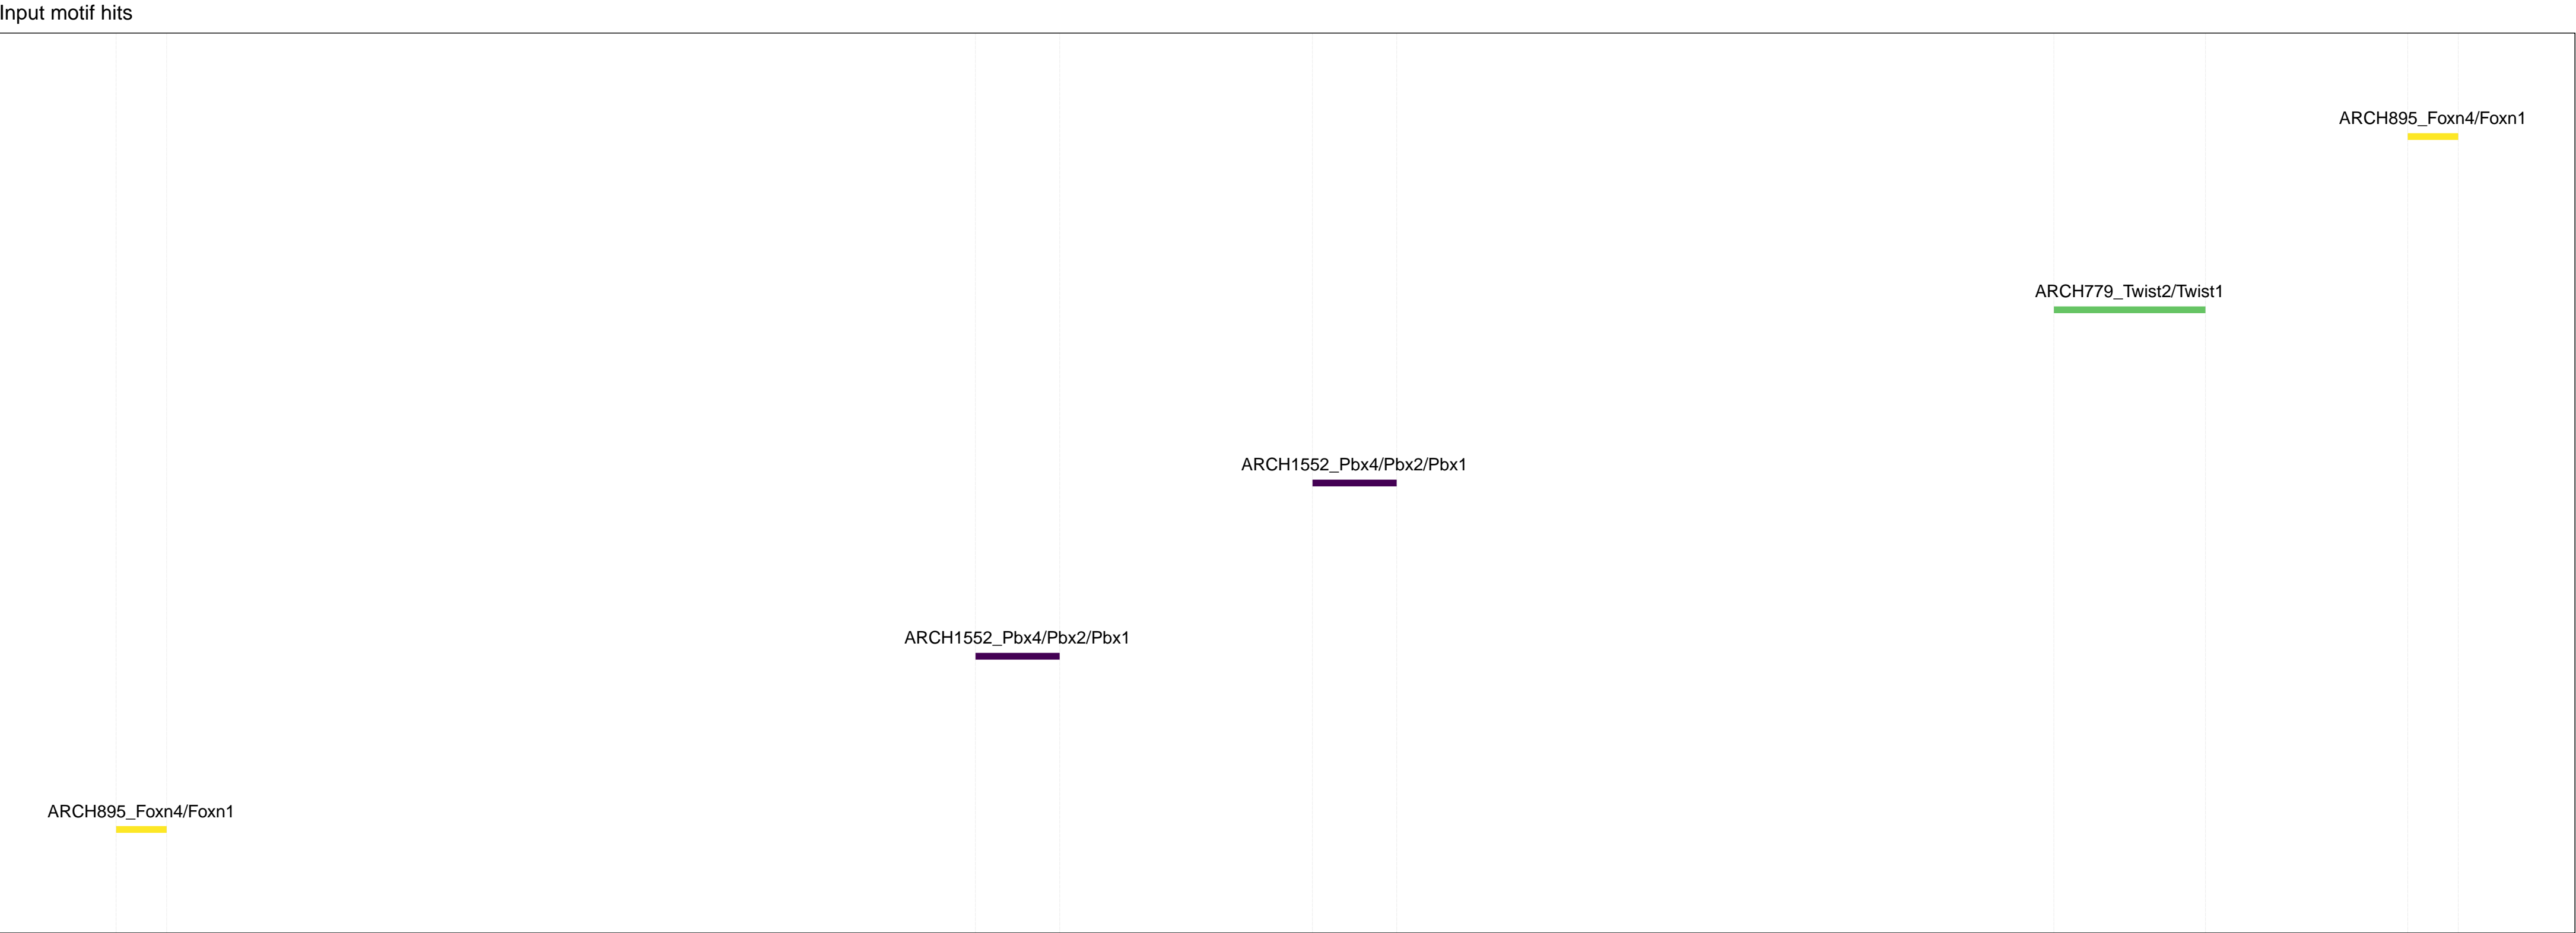 Input motif hits
ARCH895_Foxn4/Foxn1
ARCH779_Twist2/Twist1
ARCH1552_Pbx4/Pbx2/Pbx1
ARCH1552_Pbx4/Pbx2/Pbx1
ARCH895_Foxn4/Foxn1